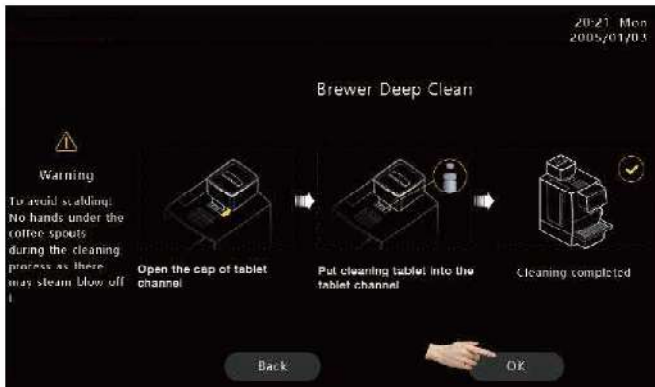 20:21 Mon
2005/01/03
Brewer Deep Clean
Warning
To avoid scalding!
No hands under the
coffee spouts
during the cleaning
process as there
may steam blow off
!
Open the cap of tablet
channel
Put cleaning tablet into the
tablet channel
Cleaning completed
Back
OK